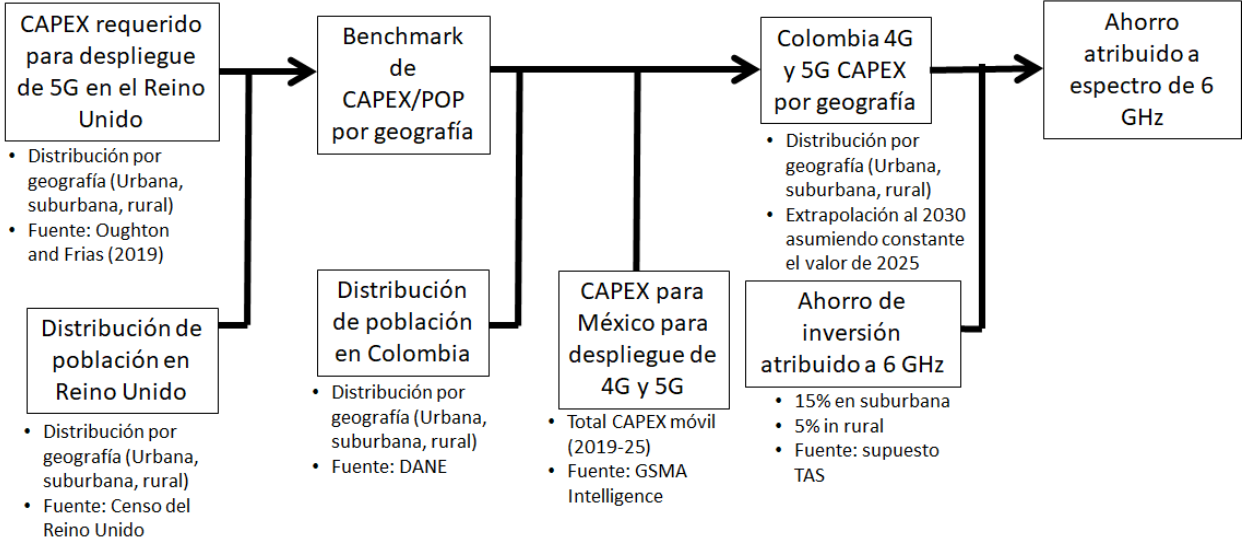 CAPEX requerido
para despliegue
de 5G en el Reino
Unido
• Distribución por
geografía (Urbana,
suburbana, rural)
• Fuente: Oughton
and Frias (2019)
Distribución de
población en
Reino Unido
• Distribución por
geografía (Urbana,
suburbana, rural)
• Fuente: Censo del
Reino Unido
Benchmark
de
CAPEX/POP
por geografía
Distribución
de población
en Colombia
• Distribución por
geografía (Urbana,
suburbana, rural)
• Fuente: DANE
CAPEX para
México para
despliegue de
4G y 5G
• Total CAPEX móvil
(2019-25)
• Fuente: GSMA
Intelligence
Colombia 4G
y 5G CAPEX
por geografía
• Distribución por
geografía (Urbana,
suburbana, rural)
• Extrapolación al 2030
asumiendo constante
el valor de 2025
Ahorro de
inversión
atribuido a 6 GHz
• 15% en suburbana
• 5% in rural
• Fuente: supuesto
TAS
Ahorro
atribuido a
espectro de 6
GHz